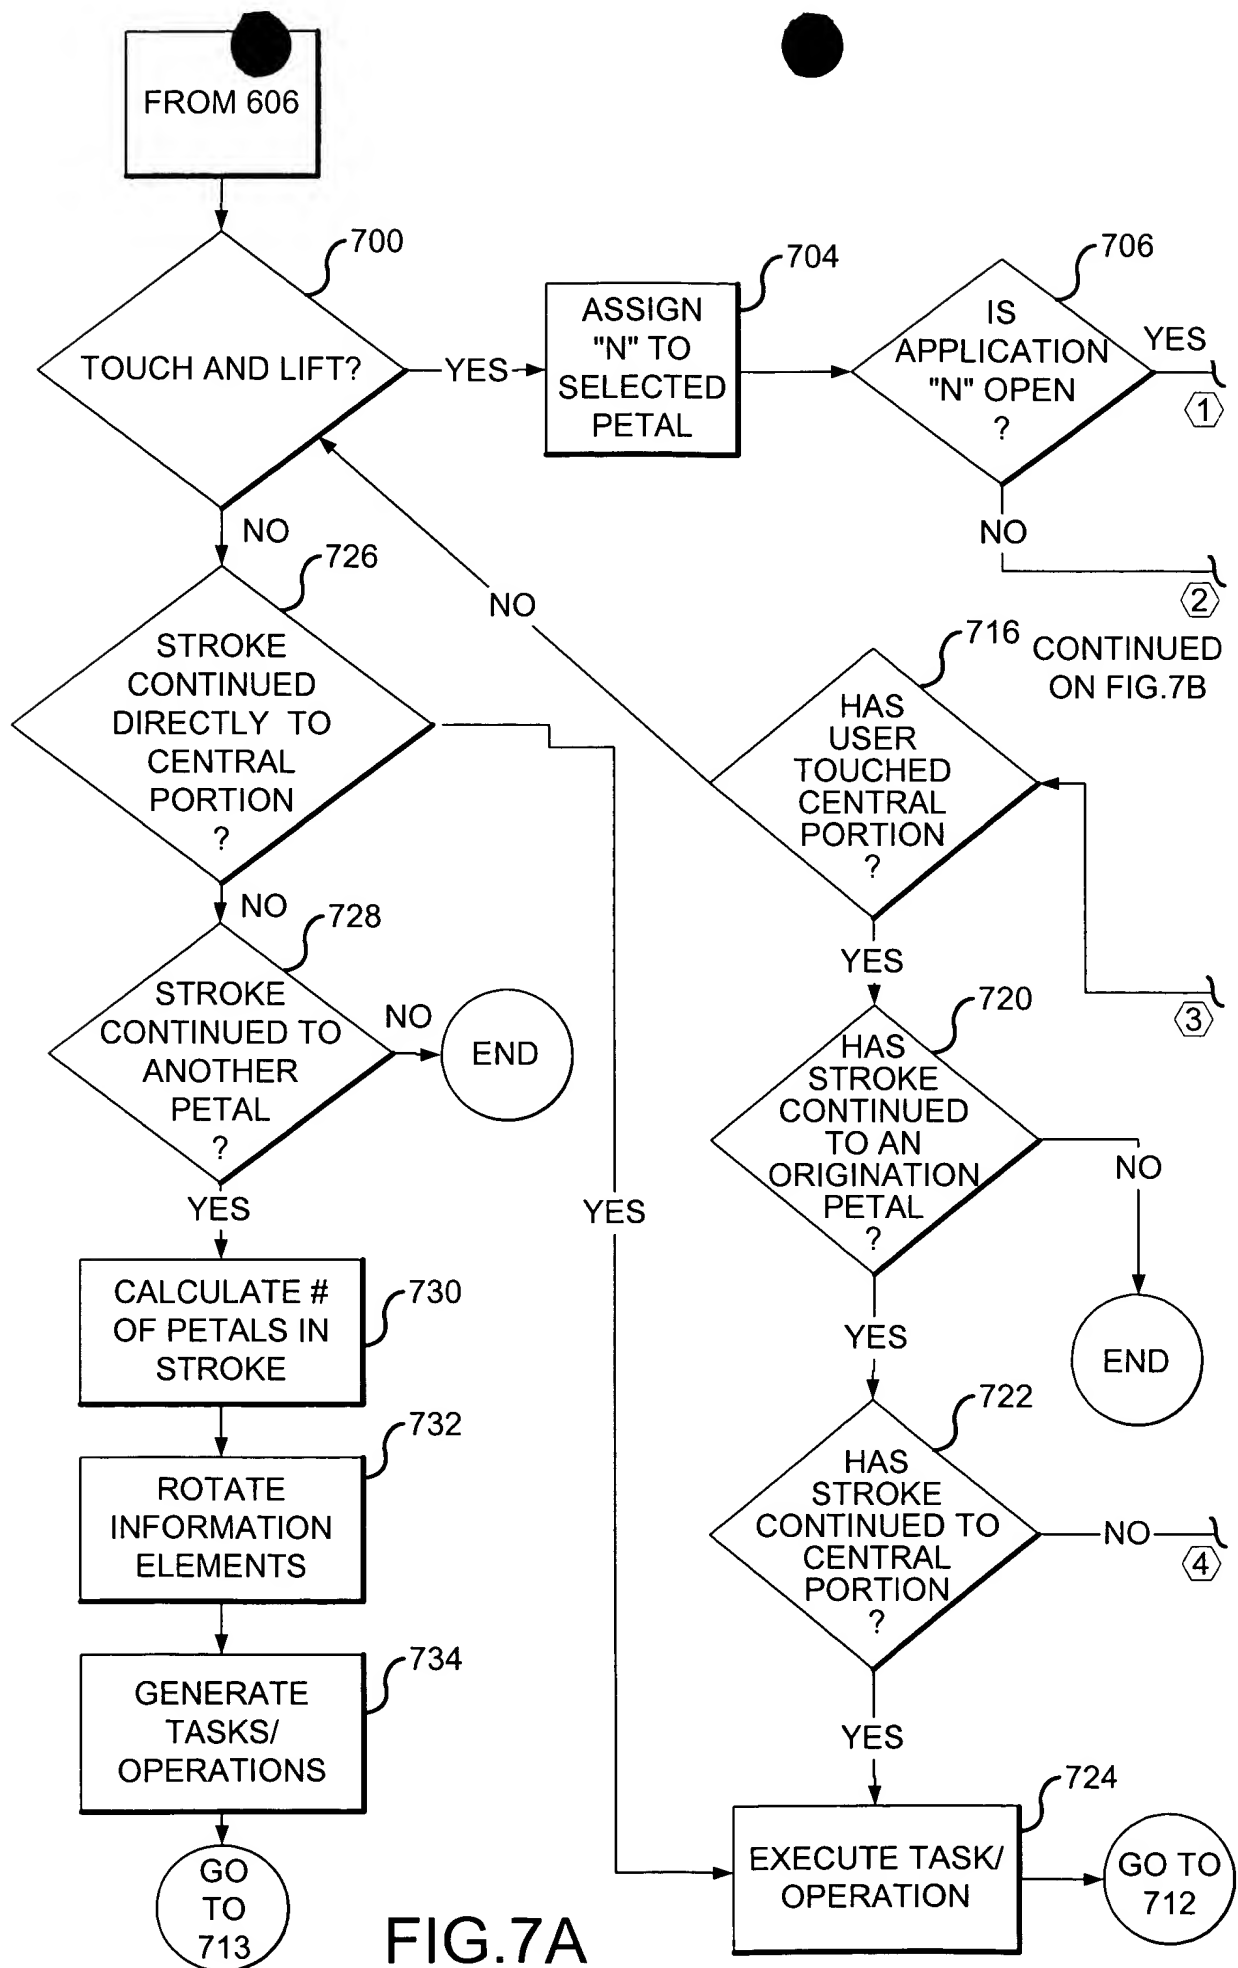 FROM 606
700
TOUCH AND LIFT?
YES
704
ASSIGN
"N" TO
SELECTED
PETAL
706
IS
APPLICATION
"N" OPEN
?
YES
1
NO
2
NO
726
STROKE
CONTINUED
DIRECTLY TO
CENTRAL
PORTION
?
NO
716
CONTINUED
ON FIG.7B
HAS
USER
TOUCHED
CENTRAL
PORTION
?
NO
728
STROKE
CONTINUED TO
ANOTHER
PETAL
?
NO
END
YES
720
3
HAS
STROKE
CONTINUED
TO AN
ORIGINATION
PETAL
?
NO
END
YES
YES
730
CALCULATE #
OF PETALS IN
STROKE
YES
722
HAS
STROKE
CONTINUED TO
CENTRAL
PORTION
?
NO
4
732
ROTATE
INFORMATION
ELEMENTS
734
GENERATE
TASKS/
OPERATIONS
YES
724
EXECUTE TASK/
OPERATION
GO TO
712
GO
TO
713
FIG.7A